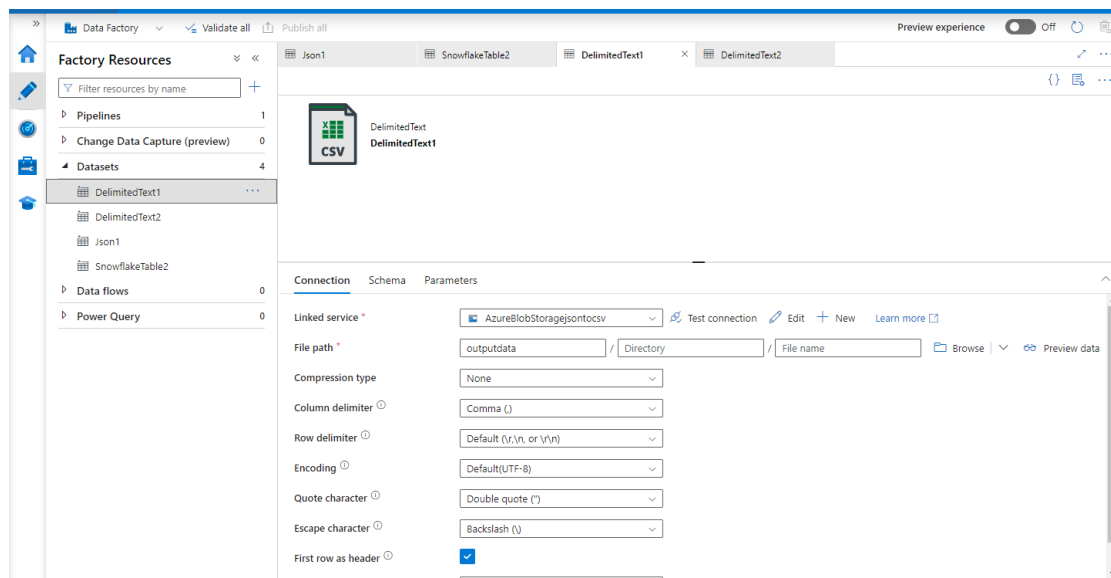 Data Factory
Validate all
Publish all
Preview experience
Off
Factory Resources
Filter resources by name
Pipelines 1
Change Data Capture (preview) 0
Datasets 4
DelimitedText1
DelimitedText2
Json1
SnowflakeTable2
Data flows 0
Power Query 0
Json1
SnowflakeTable2
DelimitedText1
DelimitedText2
CSV
DelimitedText
DelimitedText1
Connection Schema Parameters
Linked service * AzureBlobStoragejsontocsv Test connection Edit New Learn more
File path * outputdata / Directory / File name Browse Preview data
Compression type None
Column delimiter Comma (,)
Row delimiter Default (\r,\n, or \r\n)
Encoding Default(UTF-8)
Quote character Double quote (")
Escape character Backslash (\)
First row as header